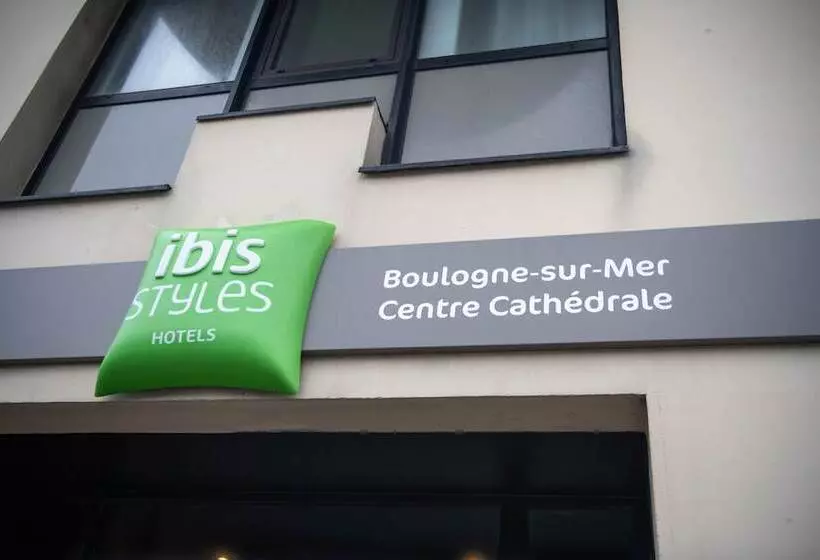 ibis
STYLES
HOTELS
Boulogne-sur-Mer
Centre Cathédrale